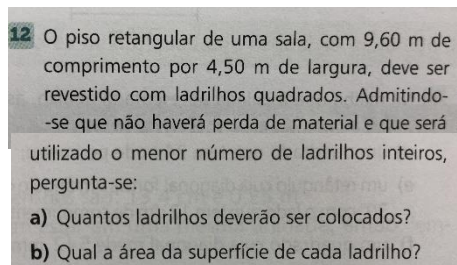 12 O piso retangular de uma sala, com 9,60 m de
comprimento por 4,50 m de largura, deve ser
revestido com ladrilhos quadrados. Admitindo-
-se que não haverá perda de material e que será
utilizado o menor número de ladrilhos inteiros,
pergunta-se:
a) Quantos ladrilhos deverão ser colocados?
b) Qual a área da superfície de cada ladrilho?